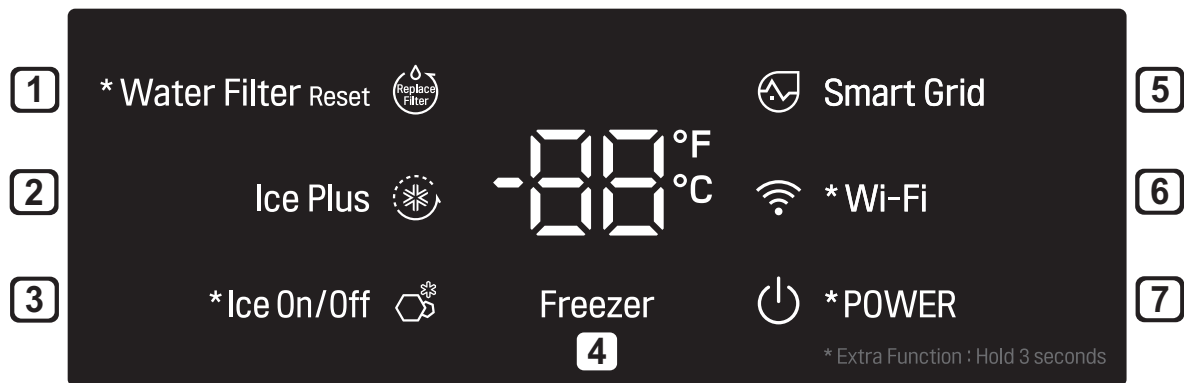 1
* Water Filter Reset
Replace
Filter
2
Ice Plus
3
* Ice On/Off
-88
°F
°C
Freezer
4
Smart Grid
5
* Wi-Fi
6
* POWER
7
* Extra Function : Hold 3 seconds